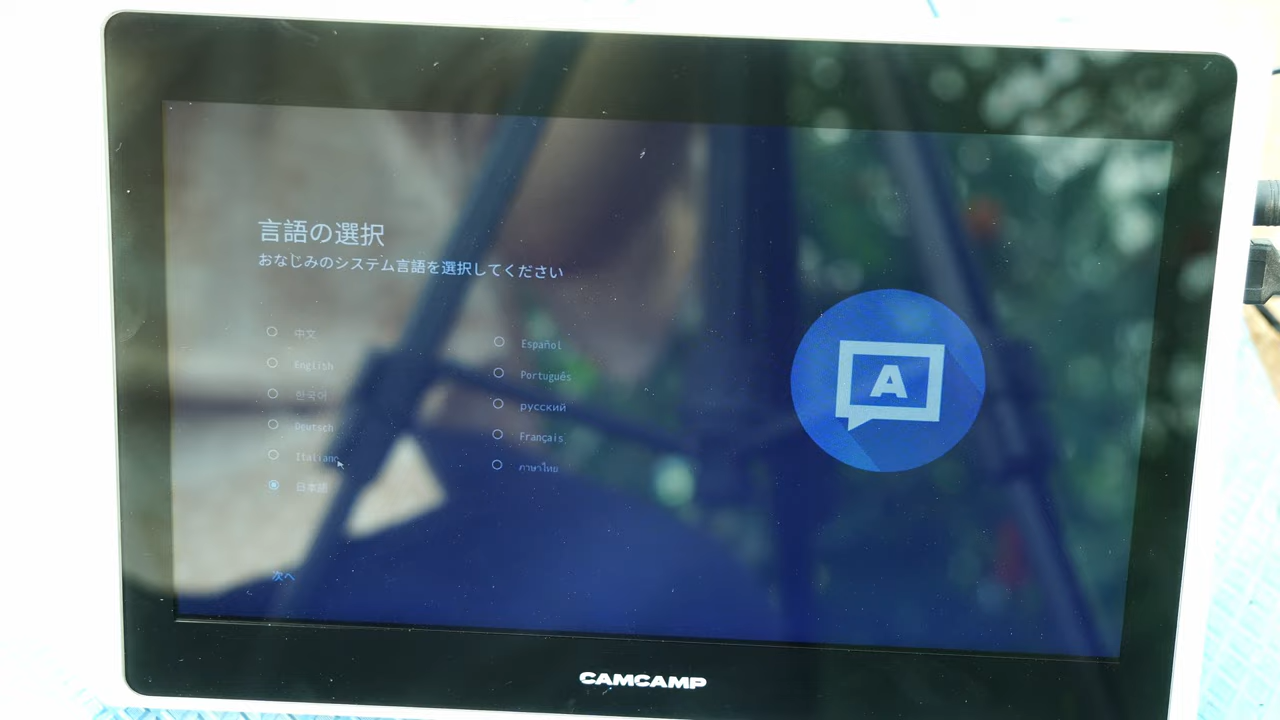 言語の選択
おなじみのシステム言語を選択してください
中文
English
한국어
Deutsch
Italiano
日本語
Español
Português
русский
Français
ภาษาไทย
次へ
A
CAMCAMP